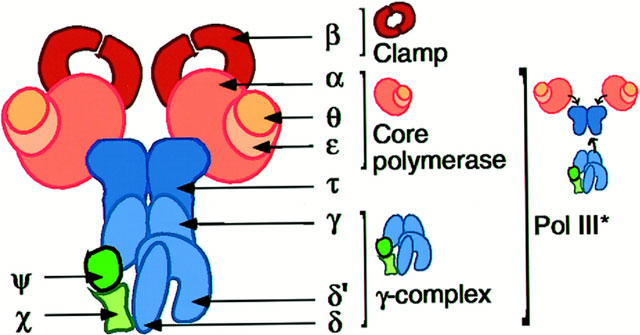 β
Clamp
α
θ
ε
Core
polymerase
τ
γ
ψ
χ
δ'
δ
γ-complex
Pol III*